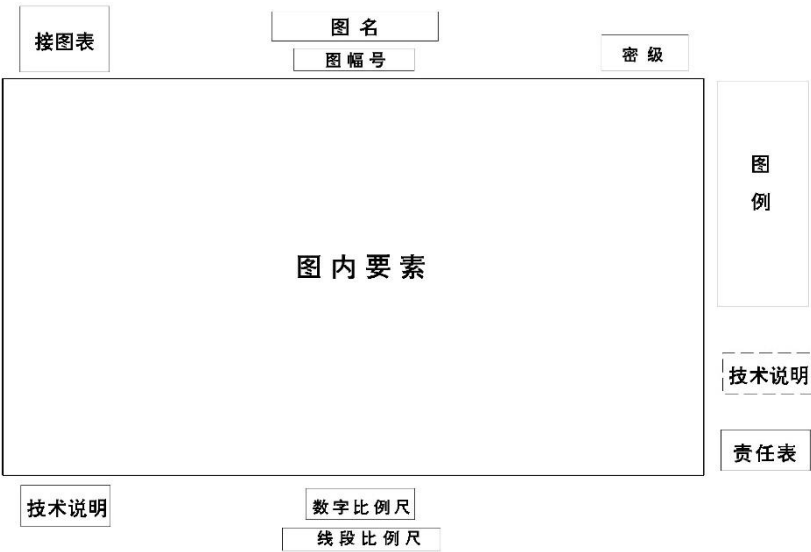 接图表
图名
图幅号
密级
图
例
图内要素
技术说明
责任表
技术说明
数字比例尺
线段比例尺